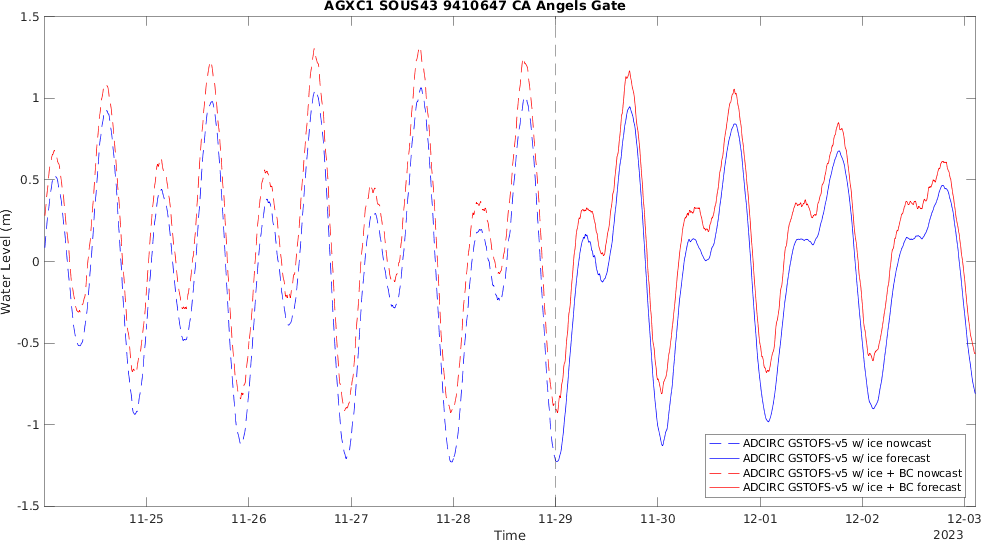 AGXC1 SOUS43 9410647 CA Angels Gate
1.5
1
0.5
0
-0.5
-1
-1.5
Water Level (m)
11-25 11-26 11-27 11-28 11-29 11-30 12-01 12-02 12-03
Time
2023
ADCIRC GSTOFS-v5 w/ ice nowcast
ADCIRC GSTOFS-v5 w/ ice forecast
ADCIRC GSTOFS-v5 w/ ice + BC nowcast
ADCIRC GSTOFS-v5 w/ ice + BC forecast